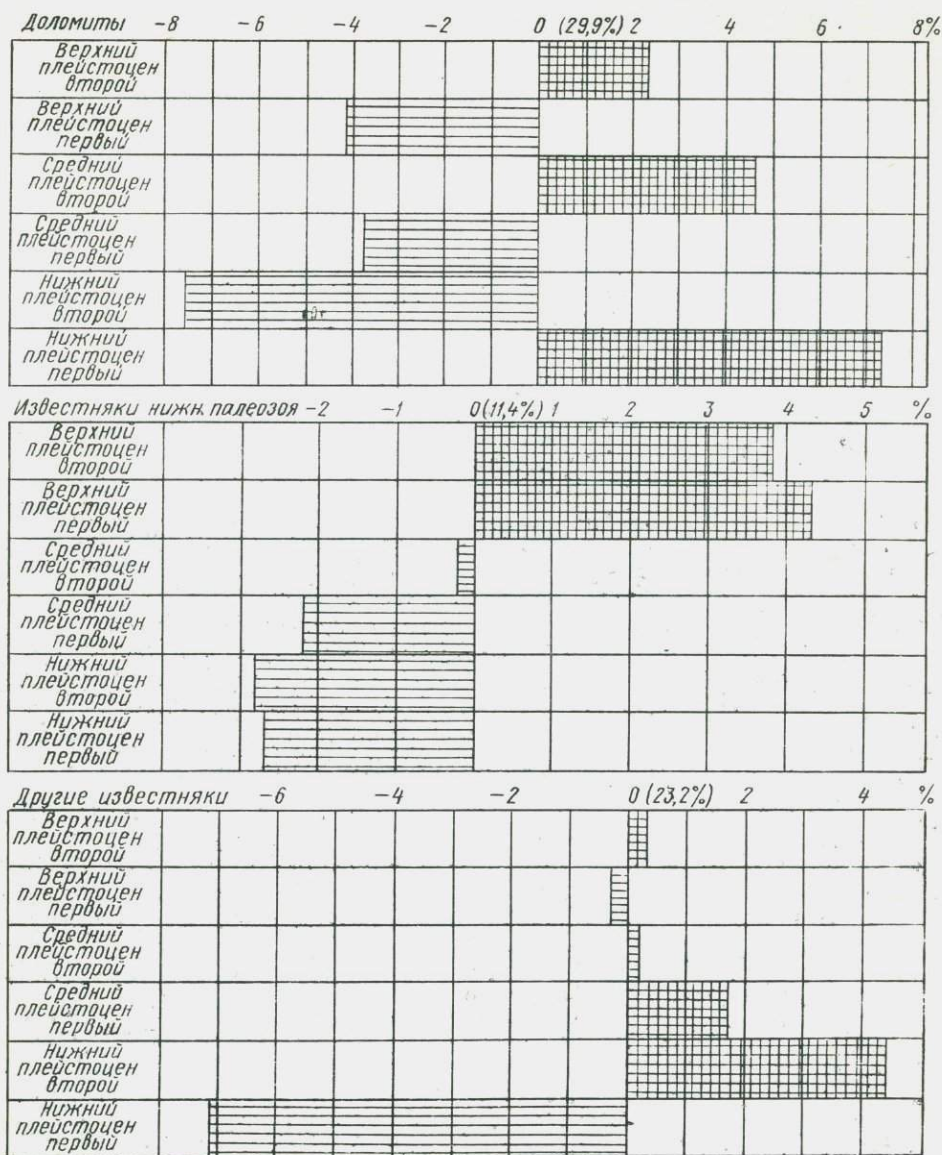 Доломиты -8 -6 -4 -2 0 (29,9%) 2 4 6 8%
Верхний
плейстоцен
второй
Верхний
плейстоцен
первый
Средний
плейстоцен
второй
Средний
плейстоцен
первый
Нижний
плейстоцен
второй
Нижний
плейстоцен
первый
Известняки нижн. палеозоя -2 -1 0 (11,4%) 1 2 3 4 5 %
Верхний
плейстоцен
второй
Верхний
плейстоцен
первый
Средний
плейстоцен
второй
Средний
плейстоцен
первый
Нижний
плейстоцен
второй
Нижний
плейстоцен
первый
Другие известняки -6 -4 -2 0 (23,2%) 2 4 %
Верхний
плейстоцен
второй
Верхний
плейстоцен
первый
Средний
плейстоцен
второй
Средний
плейстоцен
первый
Нижний
плейстоцен
второй
Нижний
плейстоцен
первый